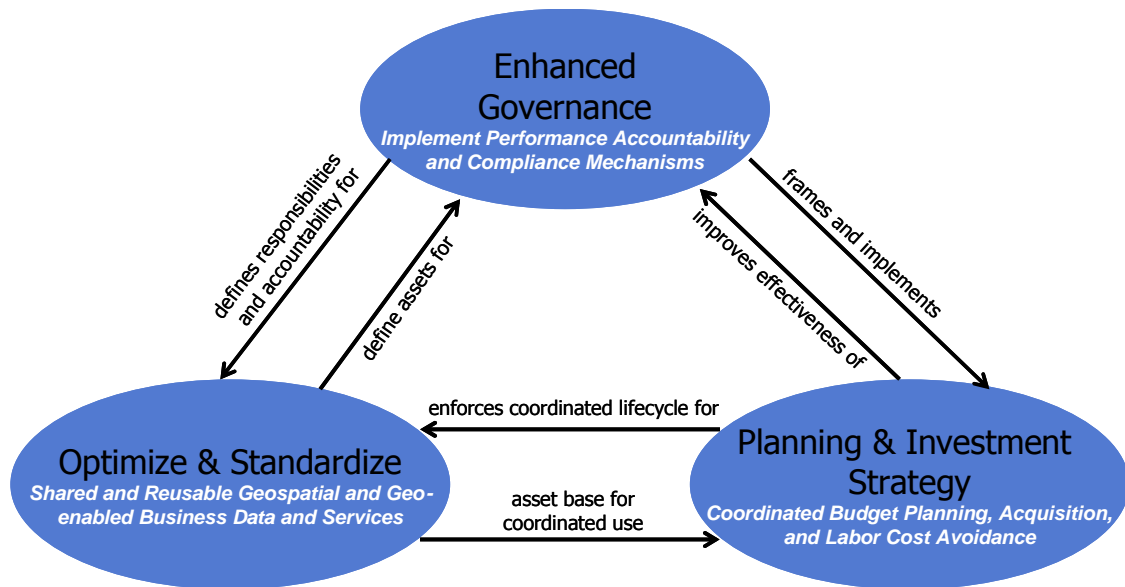 Enhanced
Governance
Implement Performance Accountability
and Compliance Mechanisms
defines responsibilities
and accountability for
define assets for
improves effectiveness of
frames and implements
enforces coordinated lifecycle for
Optimize & Standardize
Shared and Reusable Geospatial and Geo-
enabled Business Data and Services
asset base for
coordinated use
Planning & Investment
Strategy
Coordinated Budget Planning, Acquisition,
and Labor Cost Avoidance